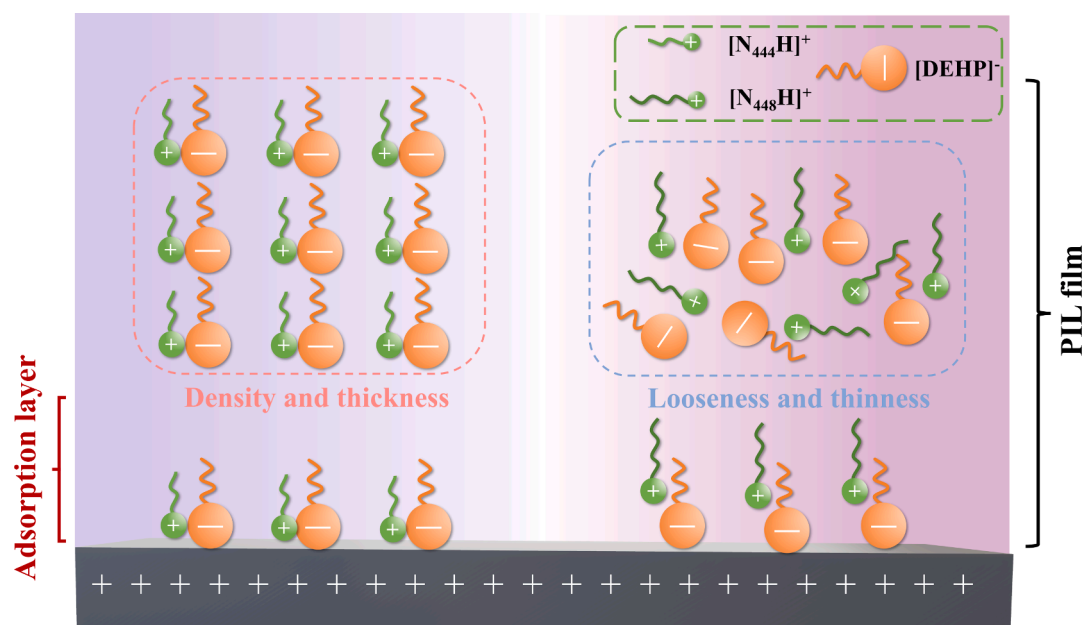 [N₄₄₄H]⁺
[DEHP]⁻
[N₄₄₈H]⁺
Density and thickness
Looseness and thinness
Adsorption layer
PIL film
+ + + + + + + + + + + + + + + + + + + +